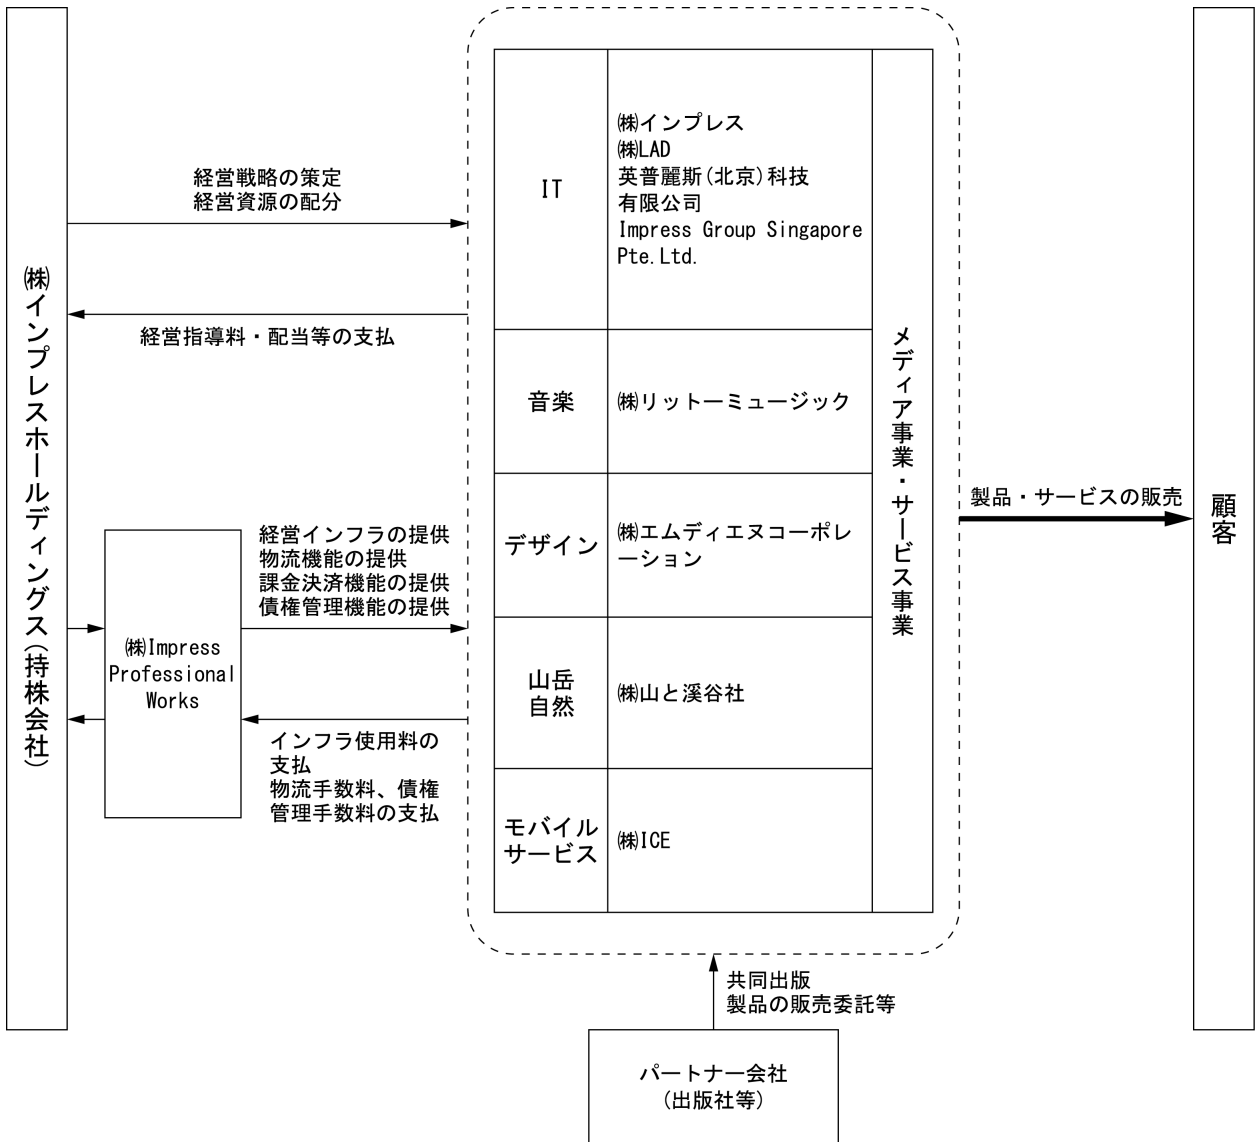 ㈱インプレスホールディングス(持株会社)
経営戦略の策定
経営資源の配分
経営指導料・配当等の支払
㈱Impress
Professional
Works
経営インフラの提供
物流機能の提供
課金決済機能の提供
債権管理機能の提供
インフラ使用料の
支払
物流手数料、債権
管理手数料の支払
IT
㈱インプレス
㈱LAD
英普麗斯(北京)科技
有限公司
Impress Group Singapore
Pte.Ltd.
音楽
㈱リットーミュージック
デザイン
㈱エムディエヌコーポレ
ーション
山岳
自然
㈱山と溪谷社
モバイル
サービス
㈱ICE
メディア事業・サービス事業
製品・サービスの販売
顧客
共同出版
製品の販売委託等
パートナー会社
(出版社等)